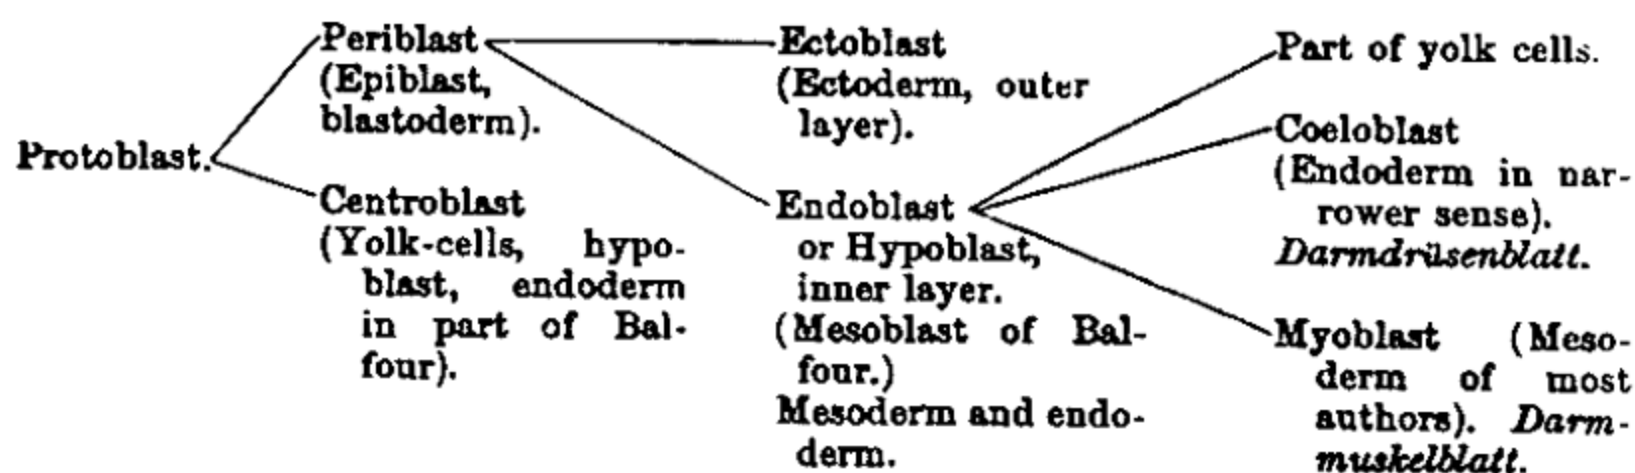 Protoblast.
Periblast
(Epiblast,
blastoderm).
Centroblast
(Yolk-cells, hypo-
blast, endoderm
in part of Bal-
four).
Ectoblast
(Ectoderm, outer
layer).
Endoblast
or Hypoblast,
inner layer.
(Mesoblast of Bal-
four.)
Mesoderm and endo-
derm.
Part of yolk cells.
Coeloblast
(Endoderm in nar-
rower sense).
Darmdrüsenblatt.
Myoblast (Meso-
derm of most
authors). Darm-
muskelblatt.